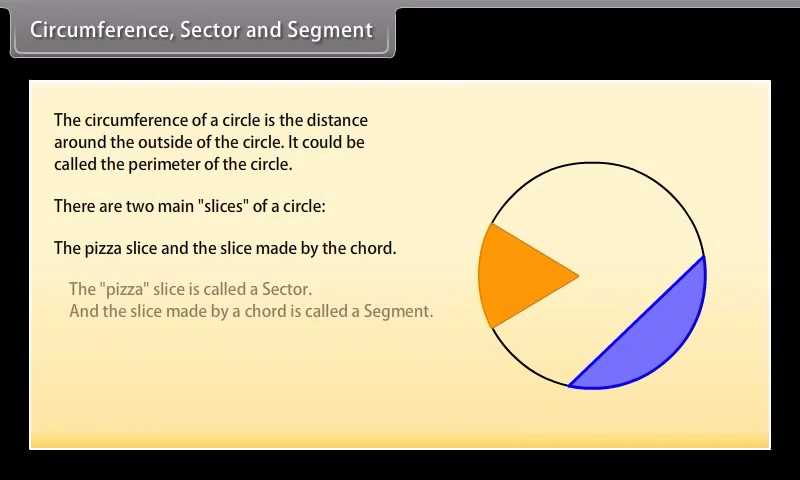 Circumference, Sector and Segment
The circumference of a circle is the distance
around the outside of the circle. It could be
called the perimeter of the circle.
There are two main "slices" of a circle:
The pizza slice and the slice made by the chord.
The "pizza" slice is called a Sector.
And the slice made by a chord is called a Segment.